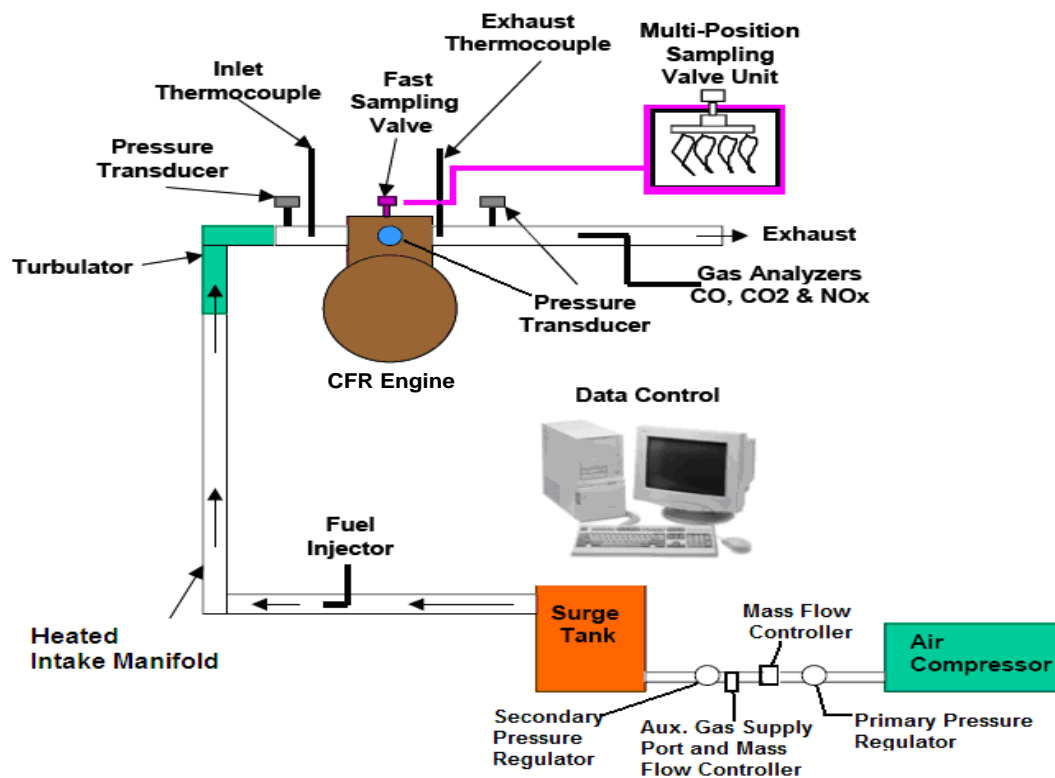 Exhaust
Thermocouple
Multi-Position
Sampling
Valve Unit
Inlet
Thermocouple
Fast
Sampling
Valve
Pressure
Transducer
Turbulator
Exhaust
Gas Analyzers
CO, CO2 & NOx
Pressure
Transducer
CFR Engine
Data Control
Fuel
Injector
Heated
Intake Manifold
Surge
Tank
Mass Flow
Controller
Air
Compressor
Secondary
Pressure
Regulator
Aux. Gas Supply
Port and Mass
Flow Controller
Primary Pressure
Regulator